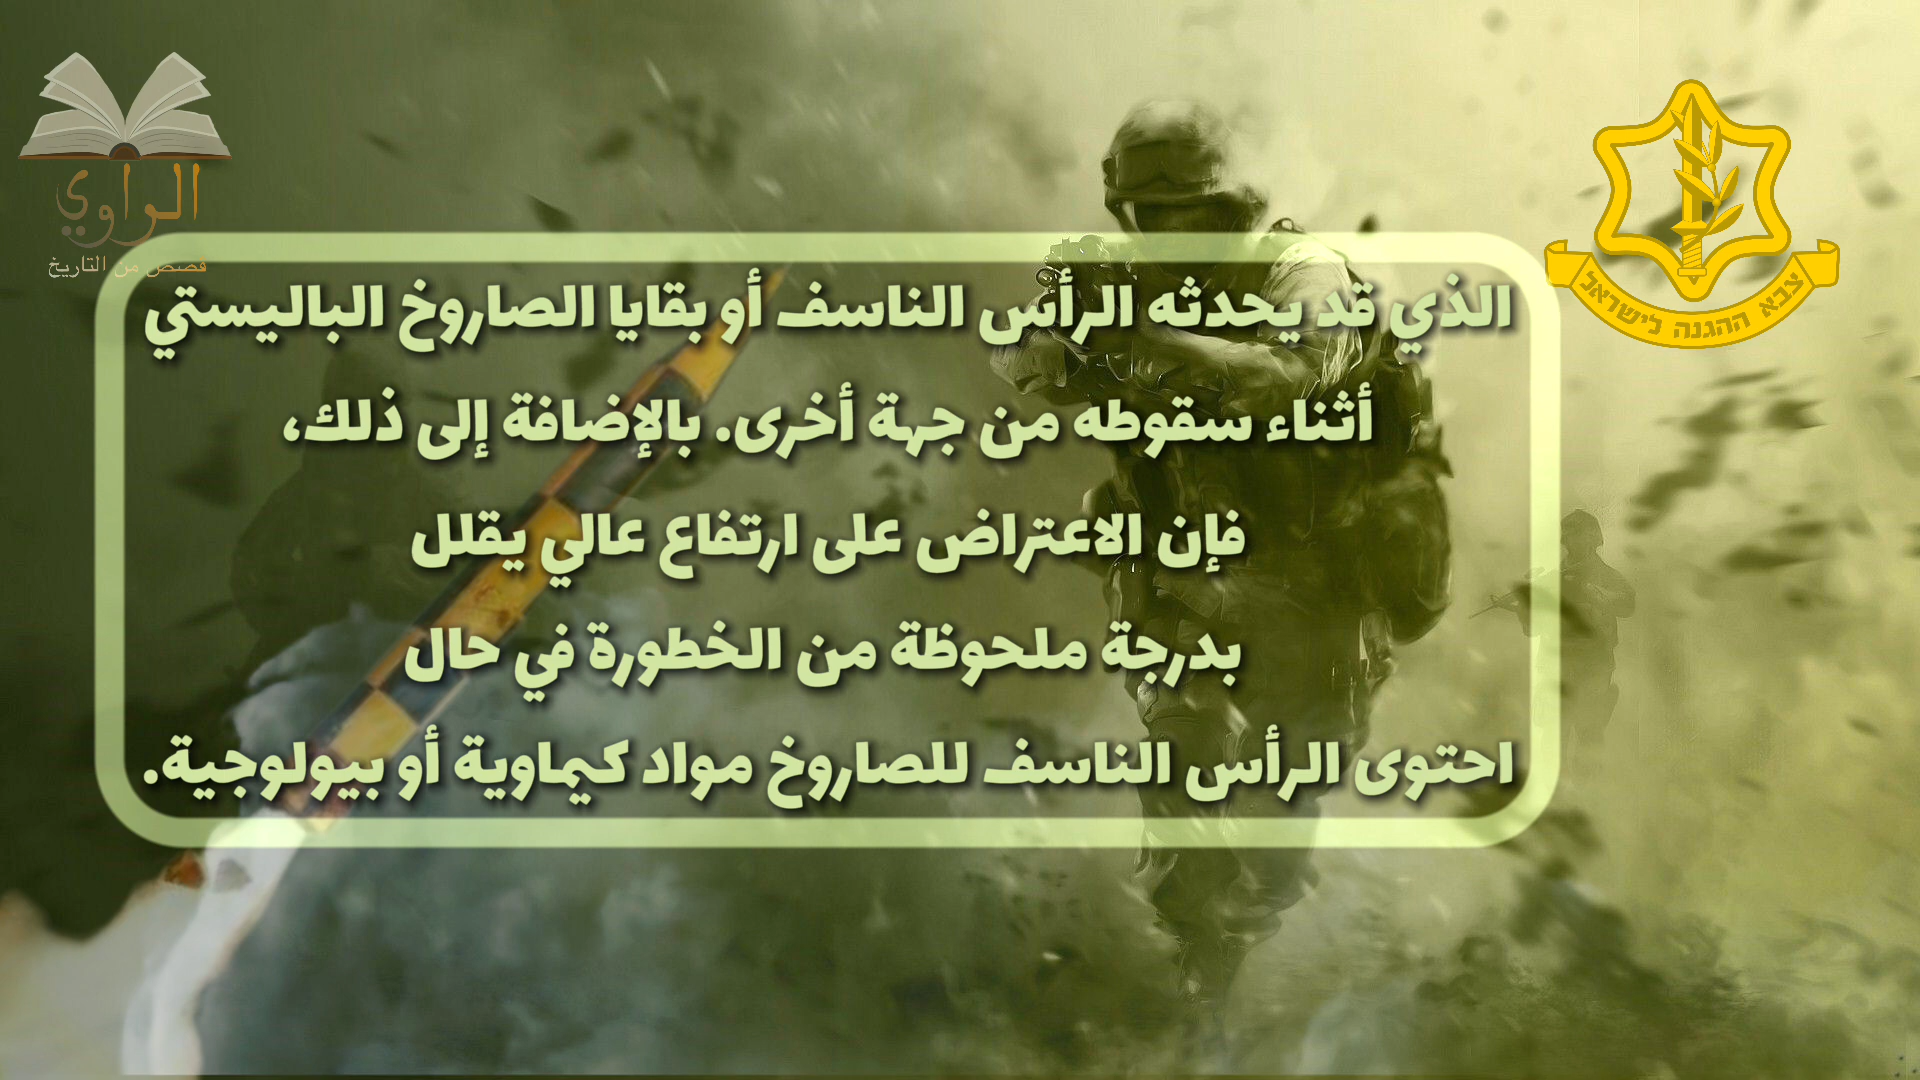 الراوي
قصص من التاريخ
צבא ההגנה לישראל
الذي قد يحدثه الرأس الناسف أو بقايا الصاروخ الباليستي
أثناء سقوطه من جهة أخرى. بالإضافة إلى ذلك،
فإن الاعتراض على ارتفاع عالي يقلل
بدرجة ملحوظة من الخطورة في حال
احتوى الرأس الناسف للصاروخ مواد كيماوية أو بيولوجية.